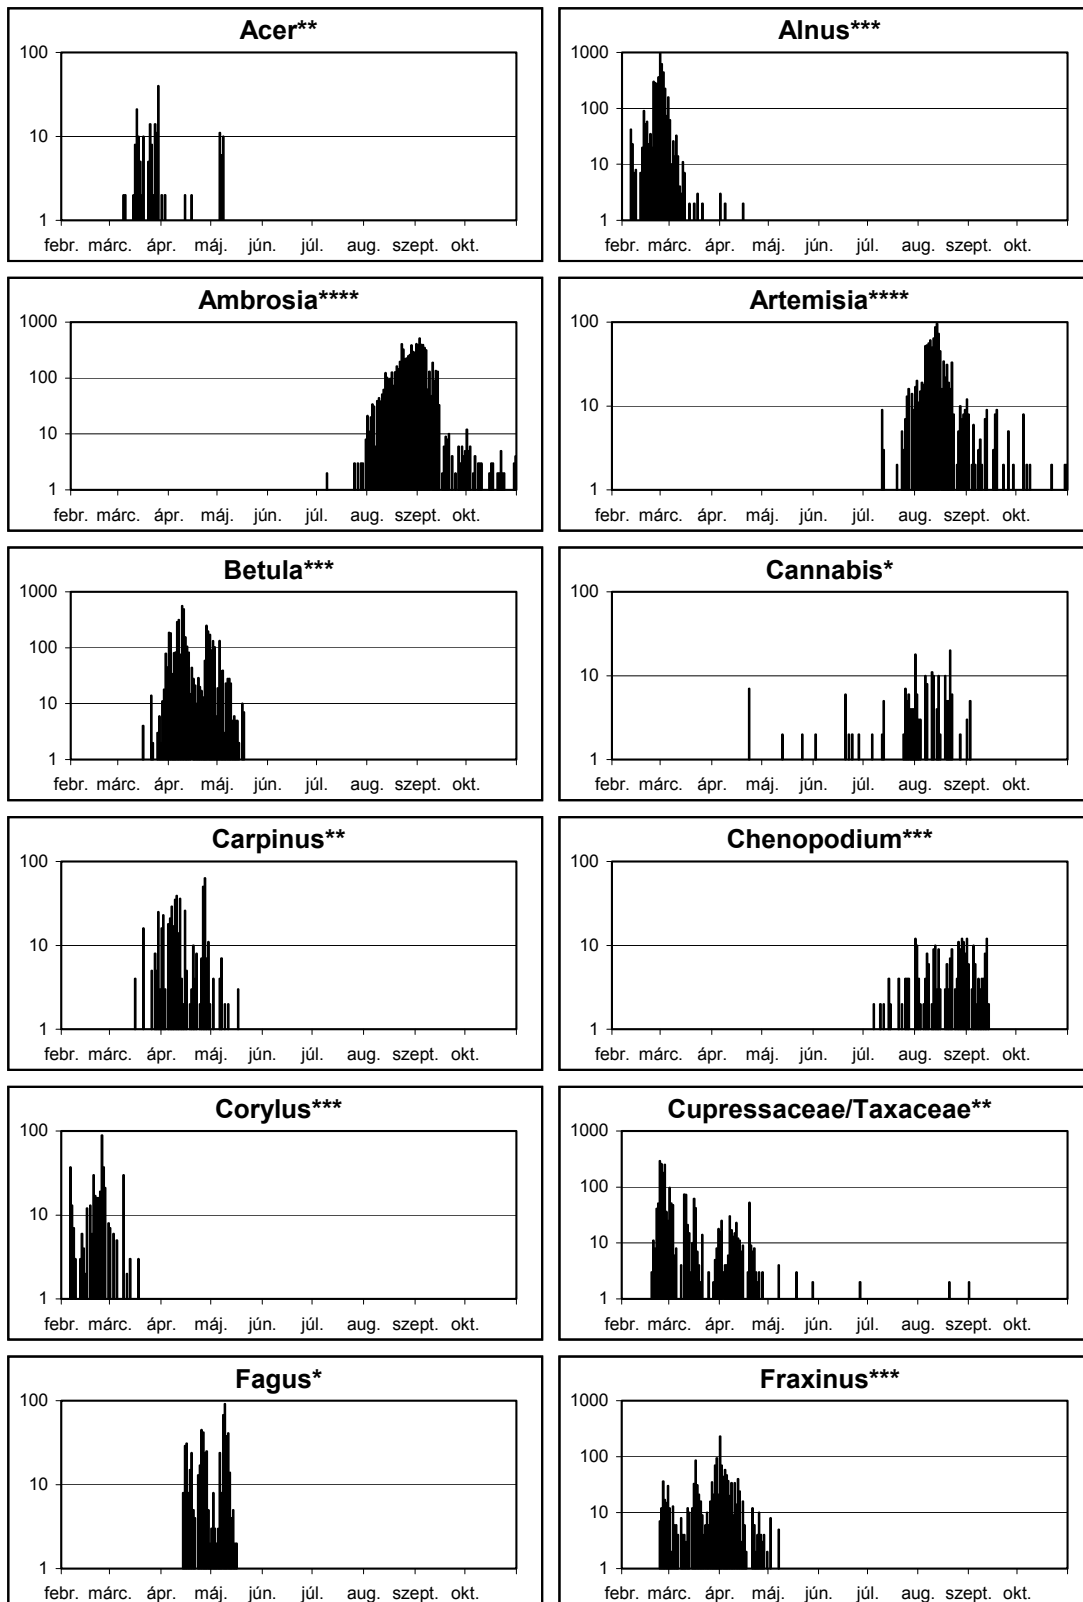 Acer**
100
10
1
febr. márc. ápr. máj. jún. júl. aug. szept. okt.
Alnus***
1000
100
10
1
febr. márc. ápr. máj. jún. júl. aug. szept. okt.
Ambrosia****
1000
100
10
1
febr. márc. ápr. máj. jún. júl. aug. szept. okt.
Artemisia****
100
10
1
febr. márc. ápr. máj. jún. júl. aug. szept. okt.
Betula***
1000
100
10
1
febr. márc. ápr. máj. jún. júl. aug. szept. okt.
Cannabis*
100
10
1
febr. márc. ápr. máj. jún. júl. aug. szept. okt.
Carpinus**
100
10
1
febr. márc. ápr. máj. jún. júl. aug. szept. okt.
Chenopodium***
100
10
1
febr. márc. ápr. máj. jún. júl. aug. szept. okt.
Corylus***
100
10
1
febr. márc. ápr. máj. jún. júl. aug. szept. okt.
Cupressaceae/Taxaceae**
1000
100
10
1
febr. márc. ápr. máj. jún. júl. aug. szept. okt.
Fagus*
100
10
1
febr. márc. ápr. máj. jún. júl. aug. szept. okt.
Fraxinus***
1000
100
10
1
febr. márc. ápr. máj. jún. júl. aug. szept. okt.